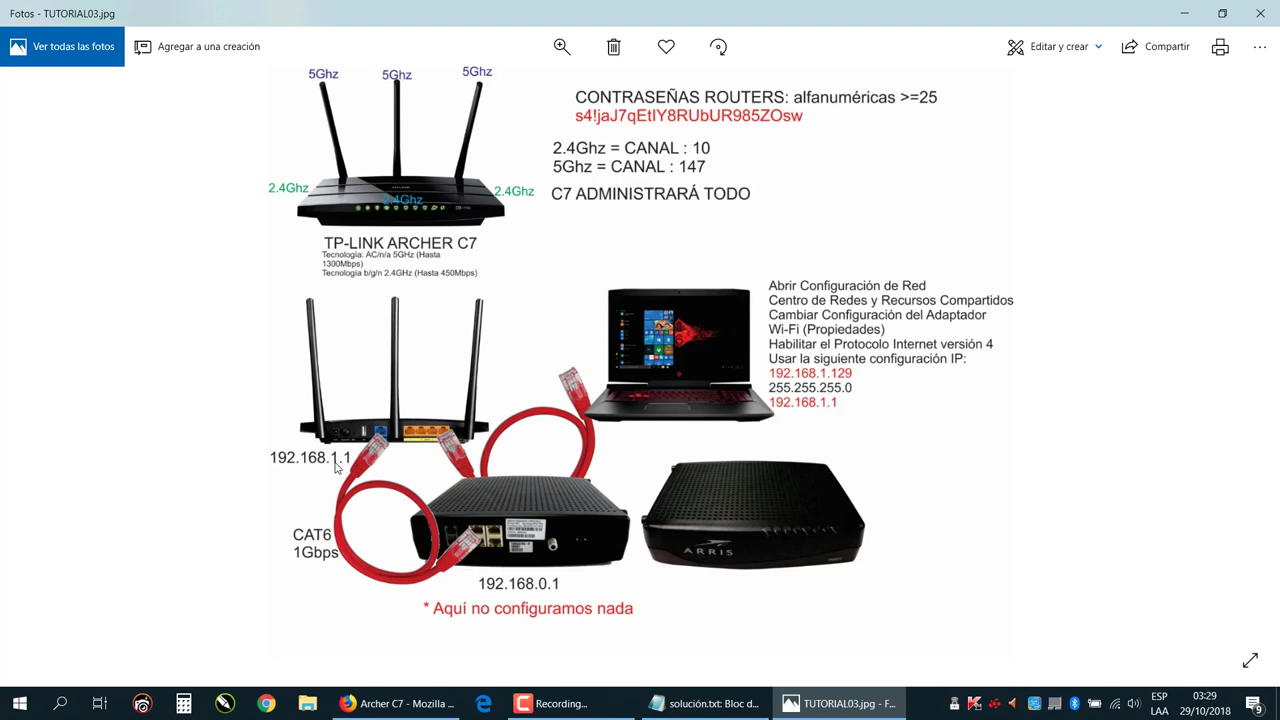 Fotos - TUTORIAL03.jpg
Ver todas las fotos
Agregar a una creación
Editar y crear
Compartir
5Ghz
5Ghz
5Ghz
CONTRASEÑAS ROUTERS: alfanuméricas >=25
s4!jaJ7qEtIY8RUbUR985ZOsw
2.4Ghz = CANAL : 10
5Ghz = CANAL : 147
C7 ADMINISTRARÁ TODO
2.4Ghz
2.4Ghz
2.4Ghz
TP-LINK ARCHER C7
Tecnología: AC/n/a 5GHz (Hasta
1300Mbps)
Tecnología b/g/n 2.4GHz (Hasta 450Mbps)
Abrir Configuración de Red
Centro de Redes y Recursos Compartidos
Cambiar Configuración del Adaptador
Wi-Fi (Propiedades)
Habilitar el Protocolo Internet versión 4
Usar la siguiente configuración IP:
192.168.1.129
255.255.255.0
192.168.1.1
192.168.1.1
CAT6
1Gbps
ARRIS
192.168.0.1
* Aquí no configuramos nada
Archer C7 - Mozilla ...
Recording...
solución.txt: Bloc d...
TUTORIAL03.jpg - F...
ESP
LAA
03:29
29/10/2018
9